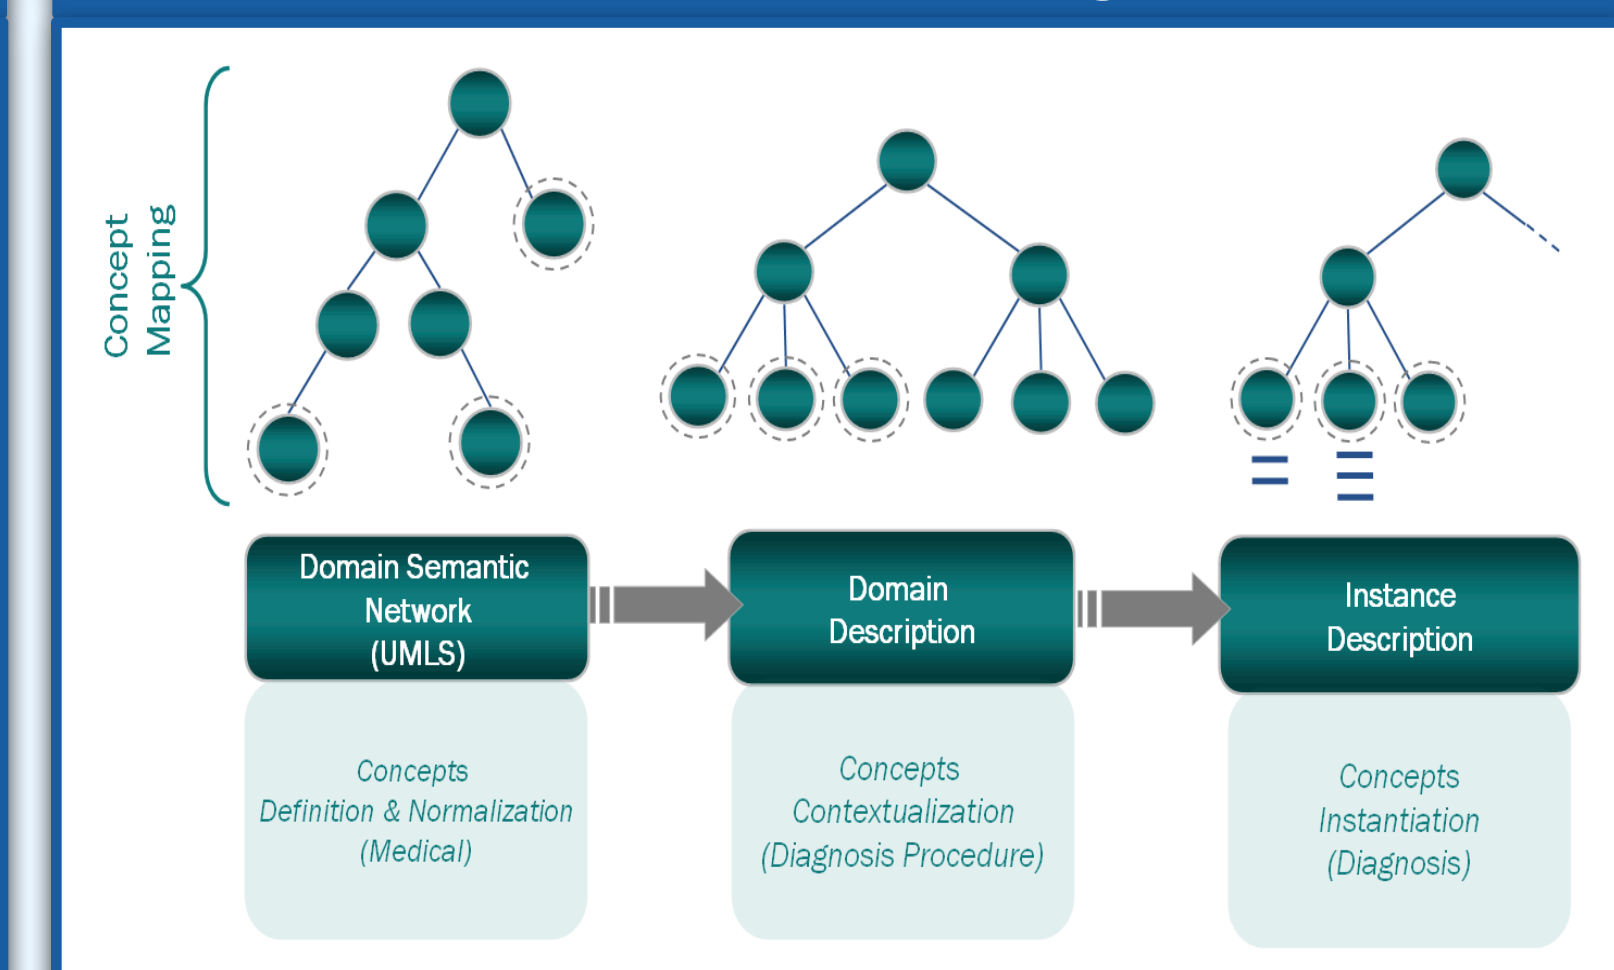 Concept
Mapping
Domain Semantic
Network
(UMLS)
Domain
Description
Instance
Description
Concepts
Definition & Normalization
(Medical)
Concepts
Contextualization
(Diagnosis Procedure)
Concepts
Instantiation
(Diagnosis)